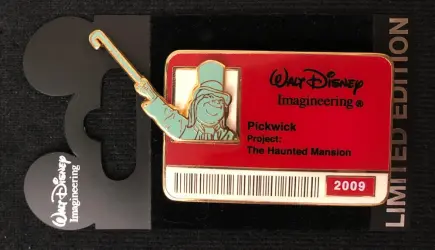 WALT DISNEY
Imagineering ®
Pickwick
Project:
The Haunted Mansion
2009
LIMITED EDITION
WALT DISNEY
Imagineering